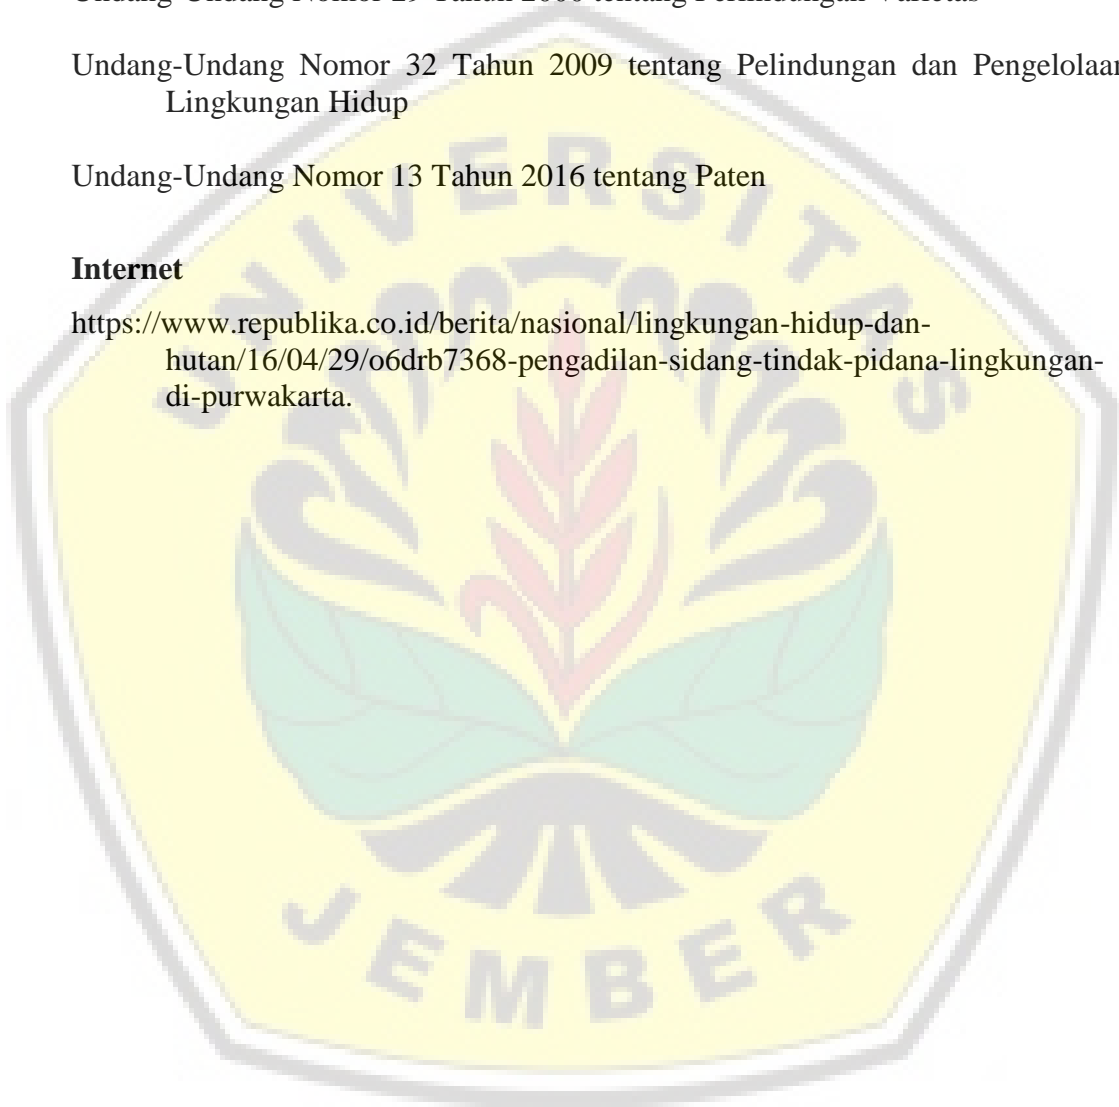 Undang-Undang Nomor 29 Tahun 2000 tentang Perlindungan Varietas
Undang-Undang Nomor 32 Tahun 2009 tentang Pelindungan dan Pengelolaan
Lingkungan Hidup
Undang-Undang Nomor 13 Tahun 2016 tentang Paten
Internet
https://www.republika.co.id/berita/nasional/lingkungan-hidup-dan-
hutan/16/04/29/o6drb7368-pengadilan-sidang-tindak-pidana-lingkungan-
di-purwakarta.
UNIVERSITAS
JEMBER